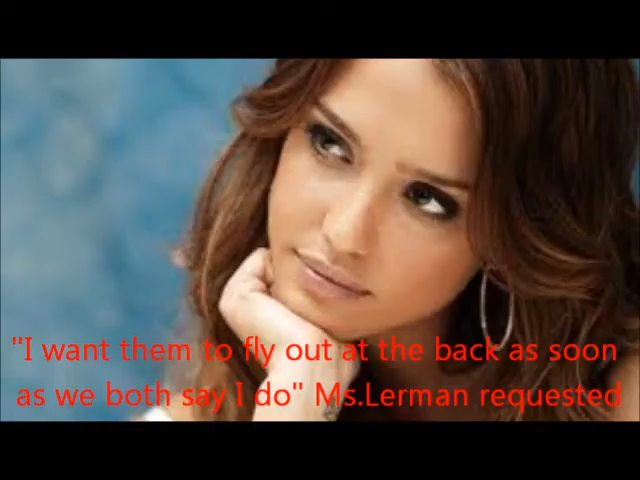 "I want them to fly out at the back as soon
as we both say I do" Ms.Lerman requested